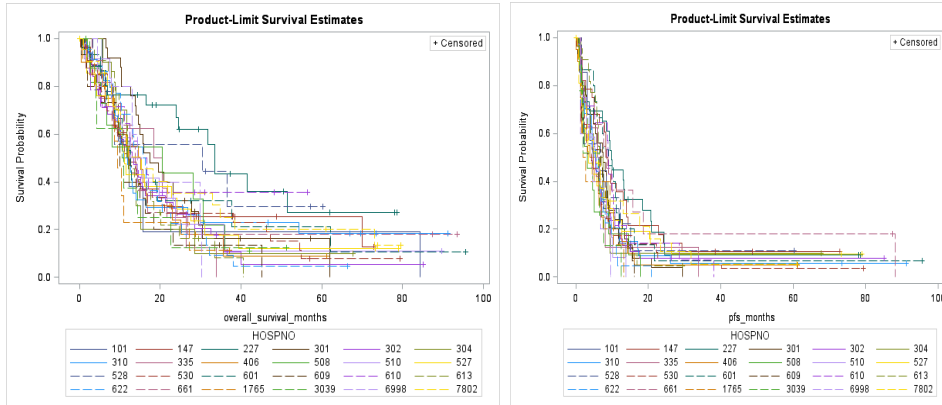 Product-Limit Survival Estimates
+ Censored
1.0
0.8
0.6
0.4
0.2
0.0
Survival Probability
0 20 40 60 80 100
overall_survival_months
HOSPNO
101 147 227 301 302 304
310 335 406 508 510 527
528 530 601 609 610 613
622 661 1765 3039 6998 7802
Product-Limit Survival Estimates
+ Censored
1.0
0.8
0.6
0.4
0.2
0.0
Survival Probability
0 20 40 60 80 100
pfs_months
HOSPNO
101 147 227 301 302 304
310 335 406 508 510 527
528 530 601 609 610 613
622 661 1765 3039 6998 7802